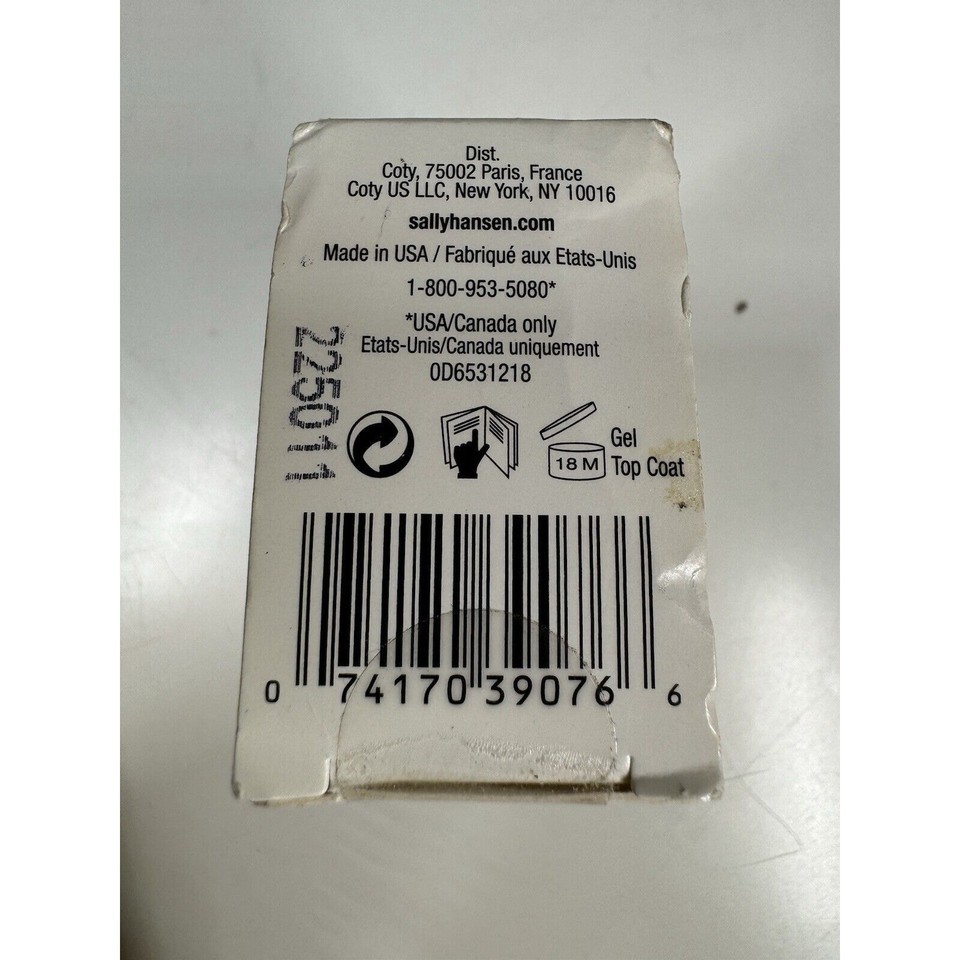 Dist.
Coty, 75002 Paris, France
Coty US LLC, New York, NY 10016
sallyhansen.com
Made in USA / Fabriqué aux Etats-Unis
1-800-953-5080*
*USA/Canada only
Etats-Unis/Canada uniquement
0D6531218
225011
18 M
Gel
Top Coat
0 74170 39076 6